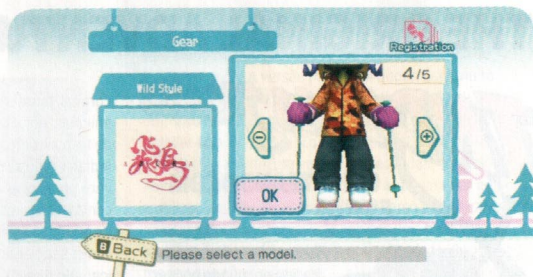 Gear
Registration
Wild Style
4/5
OK
B Back
Please select a model.